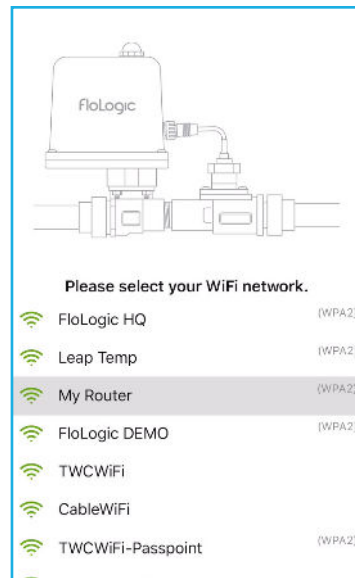 FloLogic
Please select your WiFi network.
FloLogic HQ (WPA2)
Leap Temp (WPA2)
My Router (WPA2)
FloLogic DEMO (WPA2)
TWCWiFi
CableWiFi
TWCWiFi-Passpoint (WPA2)